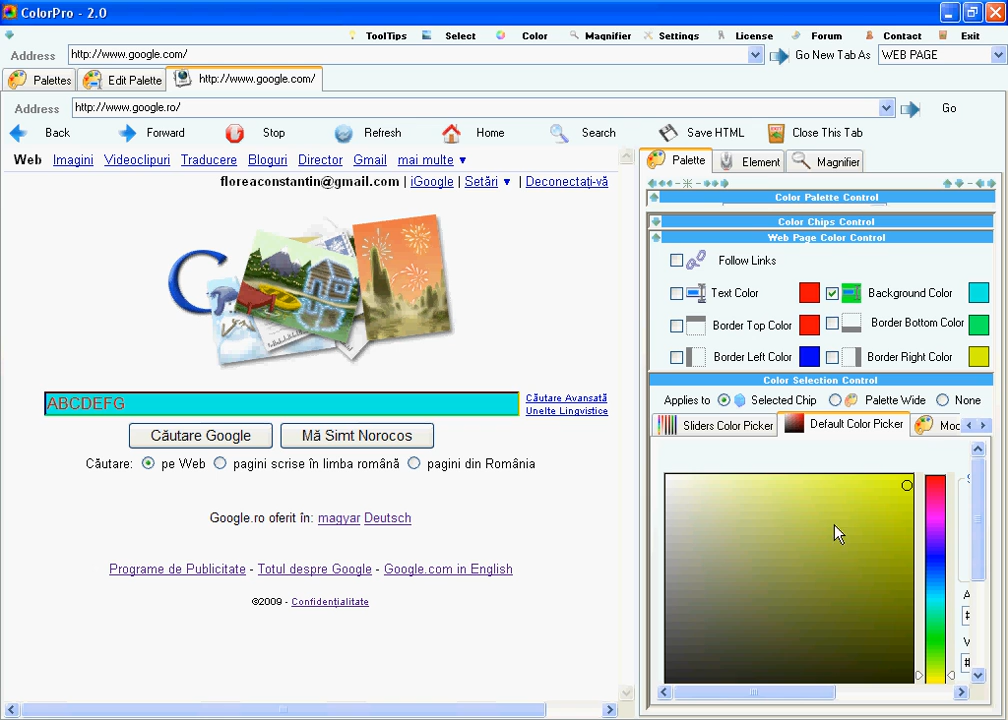 ColorPro - 2.0
ToolTips Select Color Magnifier Settings License Forum Contact Exit
Address http://www.google.com/ Go New Tab As WEB PAGE
Palettes Edit Palette http://www.google.com/
Address http://www.google.ro/ Go
Back Forward Stop Refresh Home Search Save HTML Close This Tab
Web Imagini Videoclipuri Traducere Bloguri Director Gmail mai multe ▼
floreaconstantin@gmail.com | iGoogle | Setări ▼ | Deconectați-vă
ABCDEFG
Căutare Avansată
Unelte Lingvistice
Căutare Google Mă Simt Norocos
Căutare: pe Web pagini scrise în limba română pagini din România
Google.ro oferit în: magyar Deutsch
Programe de Publicitate - Totul despre Google - Google.com in English
©2009 - Confidenţialitate
Palette Element Magnifier
Color Palette Control
Color Chips Control
Web Page Color Control
Follow Links
Text Color Background Color
Border Top Color Border Bottom Color
Border Left Color Border Right Color
Color Selection Control
Applies to Selected Chip Palette Wide None
Sliders Color Picker Default Color Picker Moc
A
#
V
#